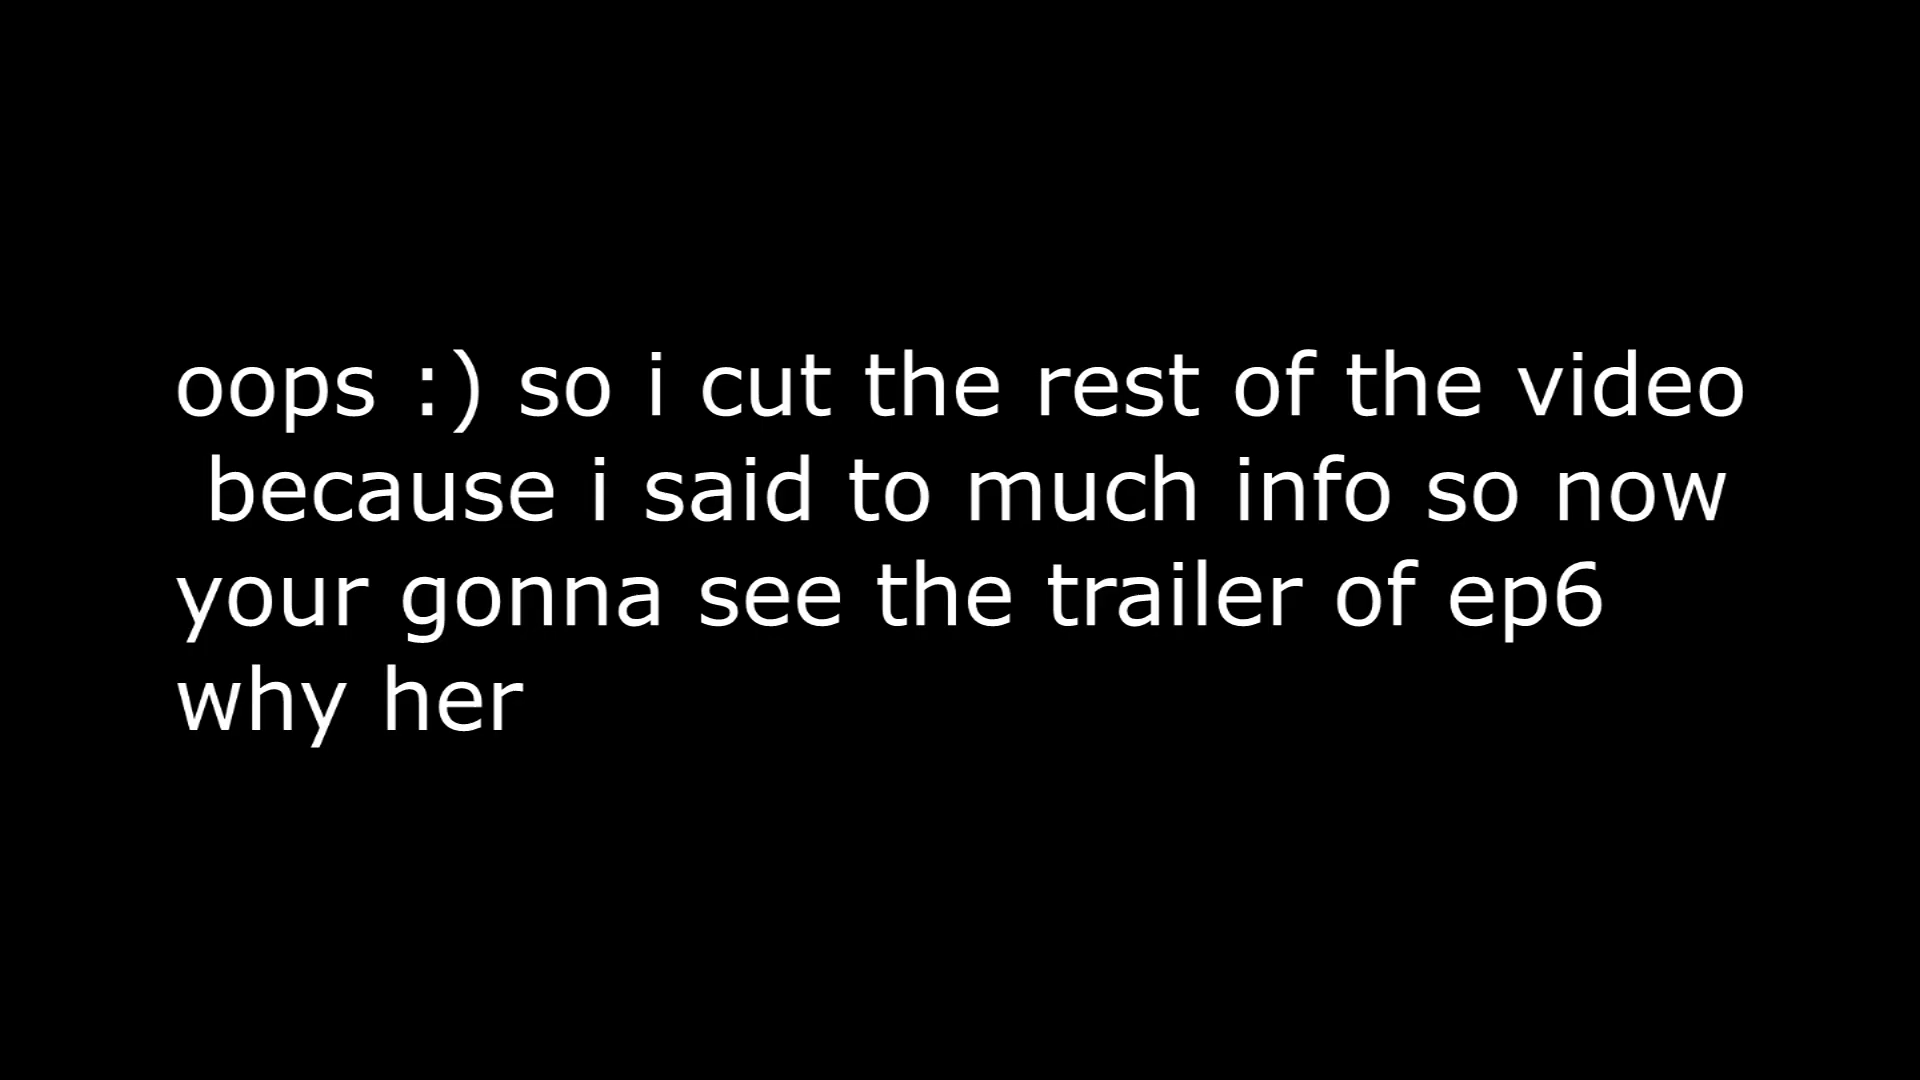 oops :) so i cut the rest of the video
because i said to much info so now
your gonna see the trailer of ep6
why her